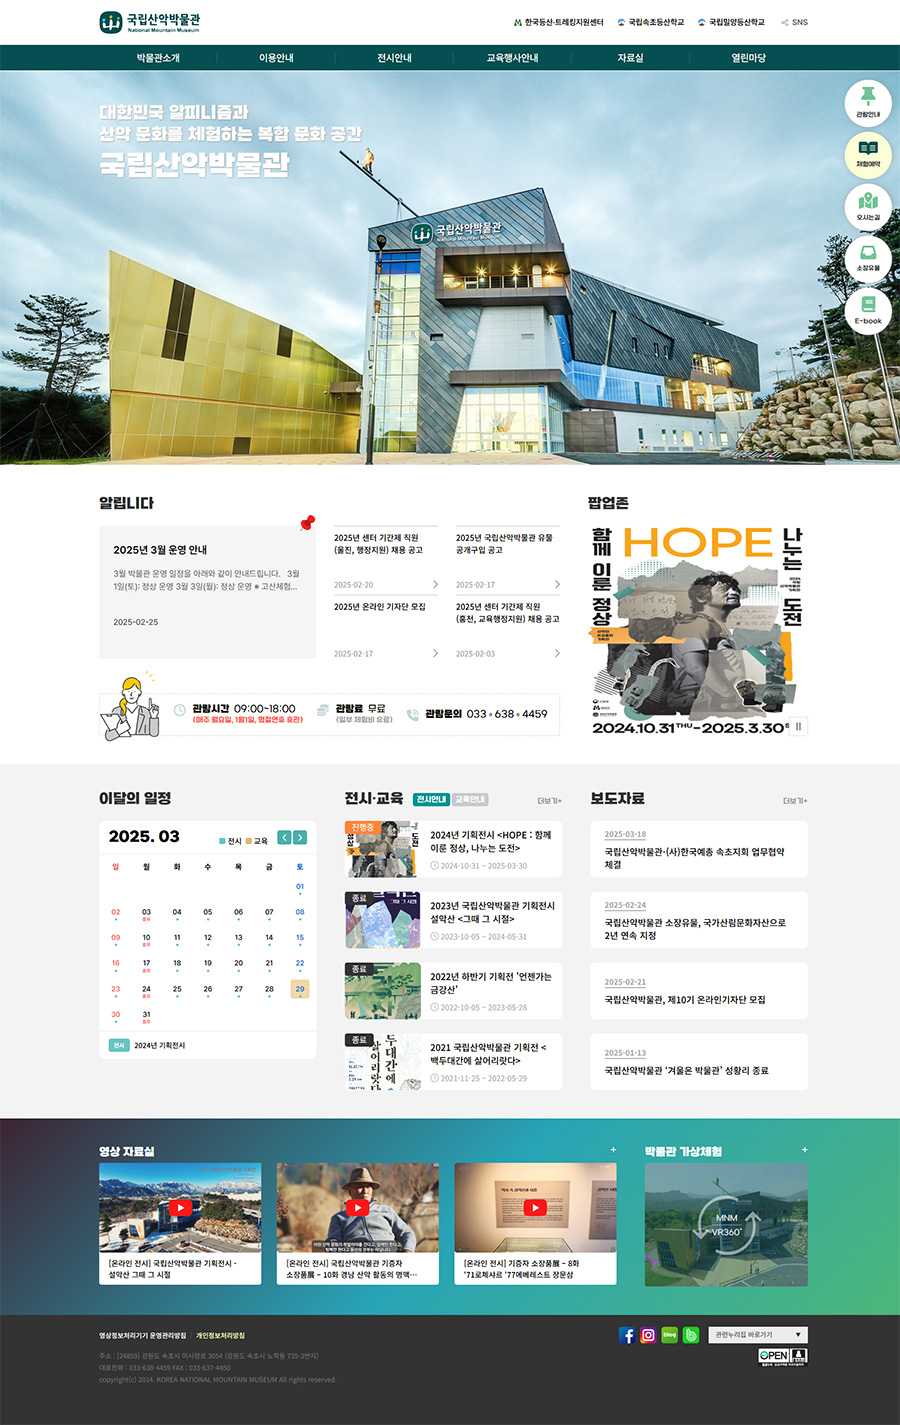 국립산악박물관
National Mountain Museum
한국등산·트레킹지원센터
국립속초등산학교
국립밀양등산학교
SNS
박물관소개
이용안내
전시안내
교육행사안내
자료실
열린마당
대한민국 알피니즘과
산악 문화를 체험하는 복합 문화 공간
국립산악박물관
국립산악박물관
National Mountain Museum
관람안내
체험예약
오시는길
소장유물
E-book
알립니다
2025년 3월 운영 안내
3월 박물관 운영 일정을 아래와 같이 안내드립니다. 3월
1일(토): 정상 운영 3월 3일(월): 정상 운영 ※ 고산체험...
2025-02-25
2025년 센터 기간제 직원
(울진, 행정지원) 채용 공고
2025-02-20
2025년 국립산악박물관 유물
공개구입 공고
2025-02-17
2025년 온라인 기자단 모집
2025-02-17
2025년 센터 기간제 직원
(홍천, 교육행정지원) 채용 공고
2025-02-03
팝업존
함께 이룬 정상
HOPE
나누는 도전
2024.10.31THU-2025.3.30
관람시간 09:00~18:00
(매주 월요일, 1월1일, 명절연휴 휴관)
관람료 무료
(일부 체험비 유료)
관람문의 033-638-4459
이달의 일정
2025. 03
전시
교육
일 월 화 수 목 금 토
01
02 03 04 05 06 07 08
휴무
09 10 11 12 13 14 15
휴무
16 17 18 19 20 21 22
휴무
23 24 25 26 27 28 29
휴무
30 31
휴무
전시
2024년 기획전시
전시·교육
전시안내
교육안내
더보기+
진행중
2024년 기획전시 <HOPE : 함께
이룬 정상, 나누는 도전>
2024-10-31 ~ 2025-03-30
종료
2023년 국립산악박물관 기획전시
설악산 <그때 그 시절>
2023-10-05 ~ 2024-05-31
종료
2022년 하반기 기획전 '언젠가는
금강산'
2022-10-05 ~ 2023-05-28
종료
2021 국립산악박물관 기획전 <
백두대간에 살어리랏다>
2021-11-25 ~ 2022-05-29
보도자료
더보기+
2025-03-18
국립산악박물관-(사)한국예총 속초지회 업무협약
체결
2025-02-24
국립산악박물관 소장유물, 국가산림문화자산으로
2년 연속 지정
2025-02-21
국립산악박물관, 제10기 온라인기자단 모집
2025-01-13
국립산악박물관 ‘겨울은 박물관’ 성황리 종료
영상 자료실
+
[온라인 전시] 국립산악박물관 기획전시 -
설악산 그때 그 시절
[온라인 전시] 국립산악박물관 기증자
소장품展 - 10화 경남 산악 활동의 명맥…
[온라인 전시] 기증자 소장품展 - 8화
‘71로체샤르 ‘77에베레스트 장문삼
박물관 가상체험
+
MNM
VR360°
영상정보처리기기 운영관리방침
개인정보처리방침
주소 : [24859] 강원도 속초시 미시령로 3054 (강원도 속초시 노학동 735-3번지)
대표전화 : 033-638-4459 FAX : 033-637-4450
copyright(c) 2014. KOREA NATIONAL MOUNTAIN MUSEUM All rights reserved.
blog
관련누리집 바로가기
OPEN